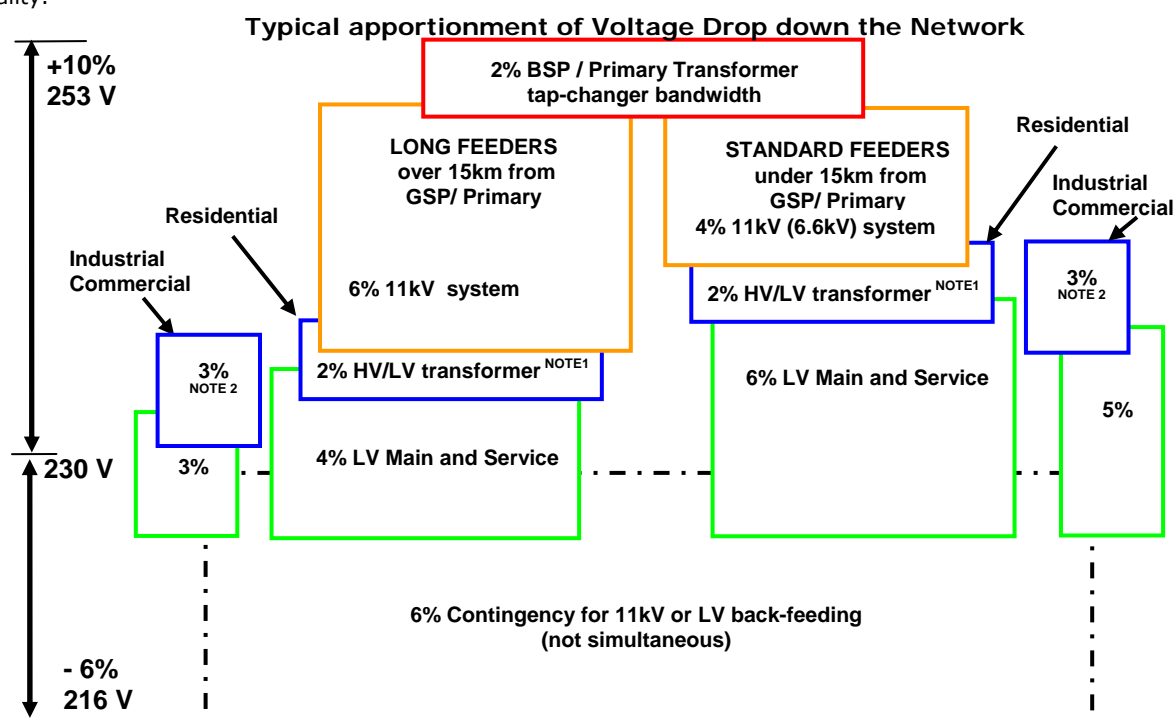 ality.
Typical apportionment of Voltage Drop down the Network
+10%
253 V
2% BSP / Primary Transformer
tap-changer bandwidth
LONG FEEDERS
over 15km from
GSP/ Primary
6% 11kV system
STANDARD FEEDERS
under 15km from
GSP/ Primary
4% 11kV (6.6kV) system
Residential
Industrial
Commercial
Residential
Industrial
Commercial
3%
NOTE 2
2% HV/LV transformer NOTE1
2% HV/LV transformer NOTE1
3%
NOTE 2
230 V
3%
4% LV Main and Service
6% LV Main and Service
5%
6% Contingency for 11kV or LV back-feeding
(not simultaneous)
- 6%
216 V